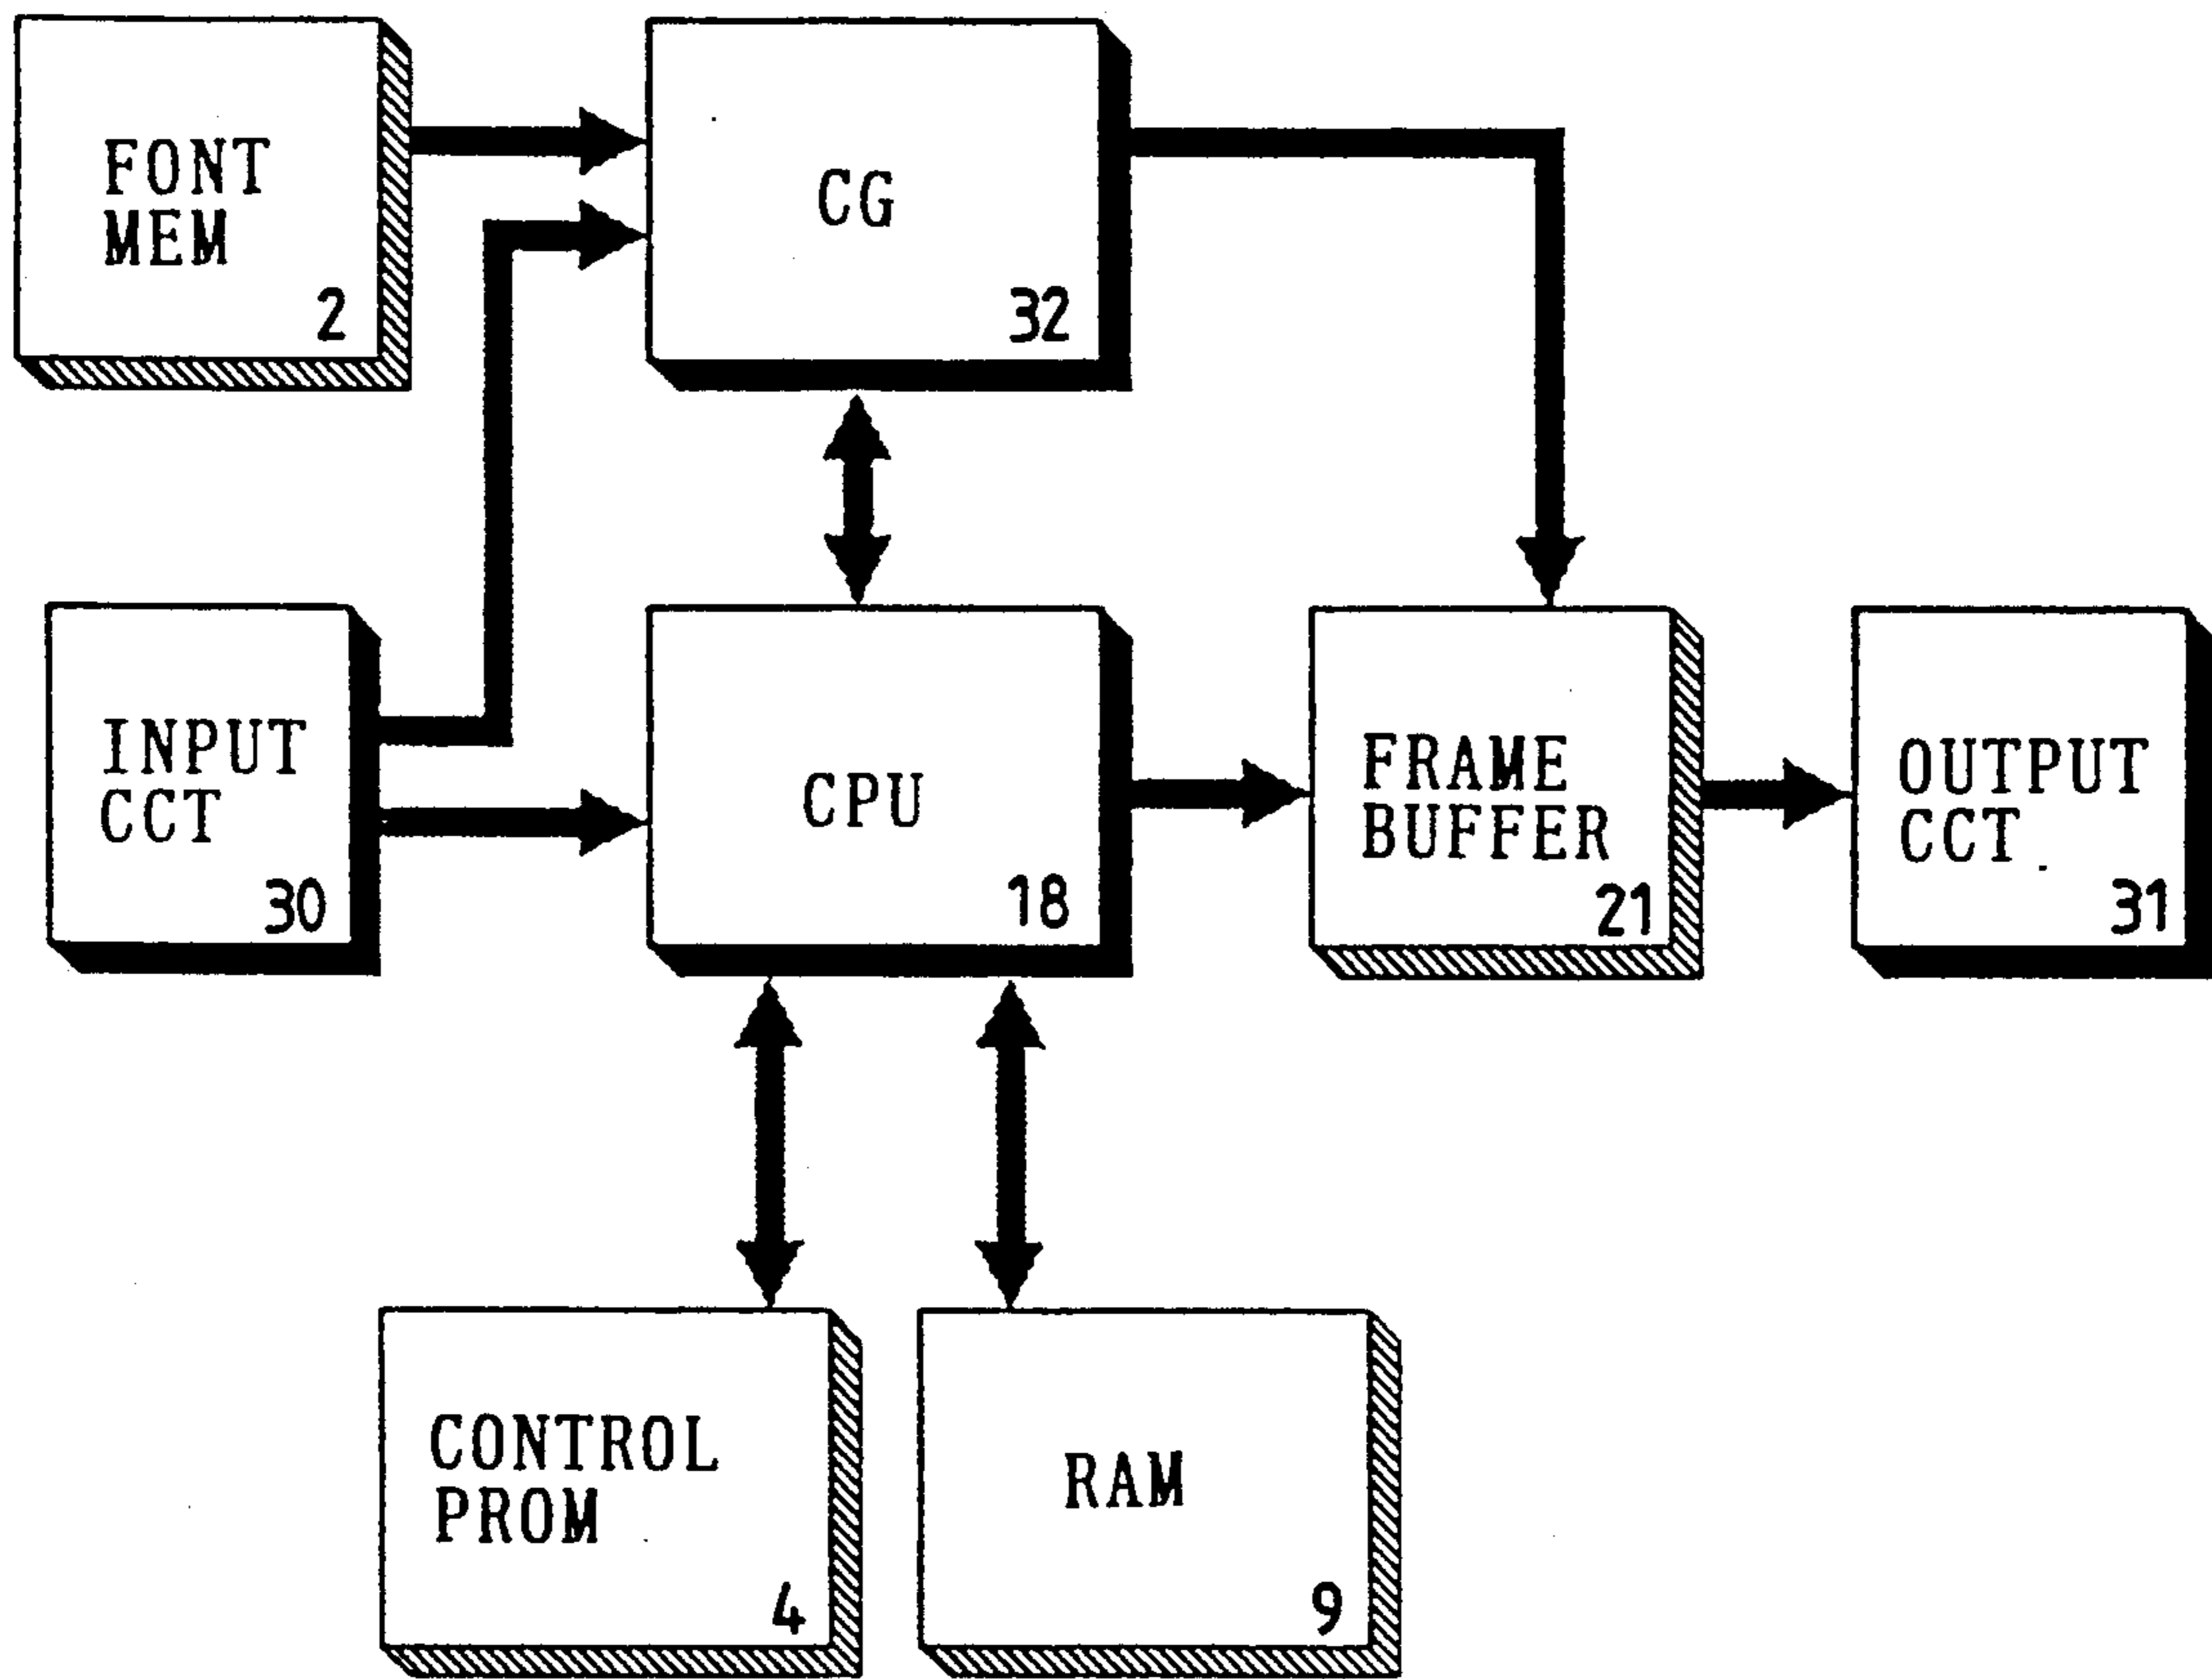 FONT
MEM
2
CG
32
INPUT
CCT
30
CPU
18
FRAME
BUFFER
21
OUTPUT
CCT
31
CONTROL
PROM
4
RAM
9